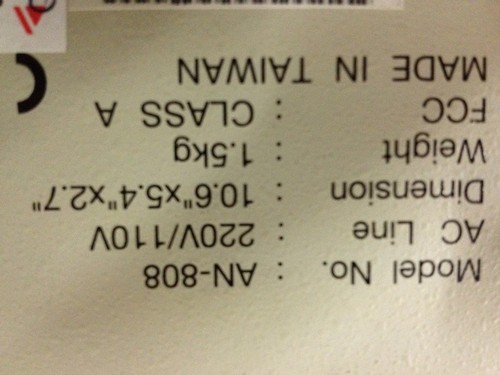 Model No. : AN-808
AC Line : 220V/110V
Dimension : 10.6"x5.4"x2.7"
Weight : 1.5kg
FCC : CLASS A
MADE IN TAIWAN